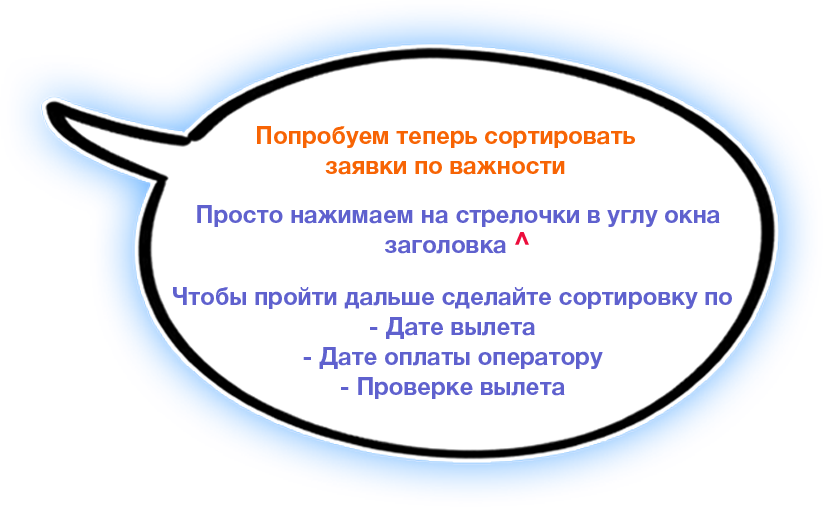 Попробуем теперь сортировать
заявки по важности
Просто нажимаем на стрелочки в углу окна
заголовка ^
Чтобы пройти дальше сделайте сортировку по
- Дате вылета
- Дате оплаты оператору
- Проверке вылета